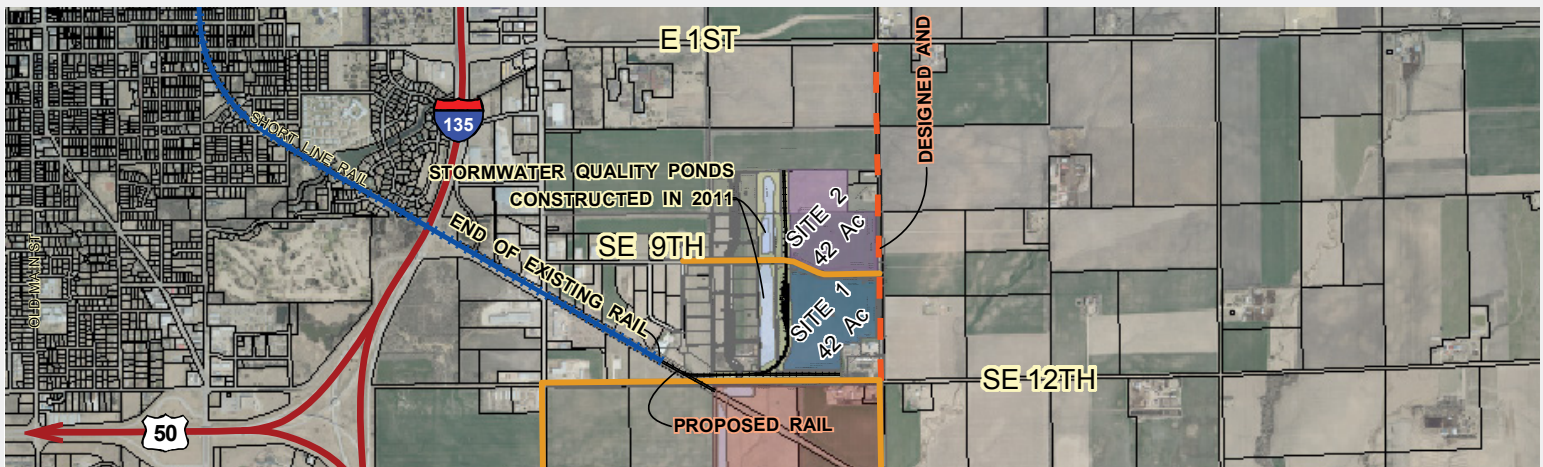 E 1ST
DESIGNED AND
135
SHORT LINE RAIL
STORMWATER QUALITY PONDS
CONSTRUCTED IN 2011
SITE 2
42 Ac
OLD MAIN ST
END OF EXISTING RAIL
SE 9TH
SITE 1
42 Ac
SE 12TH
PROPOSED RAIL
50